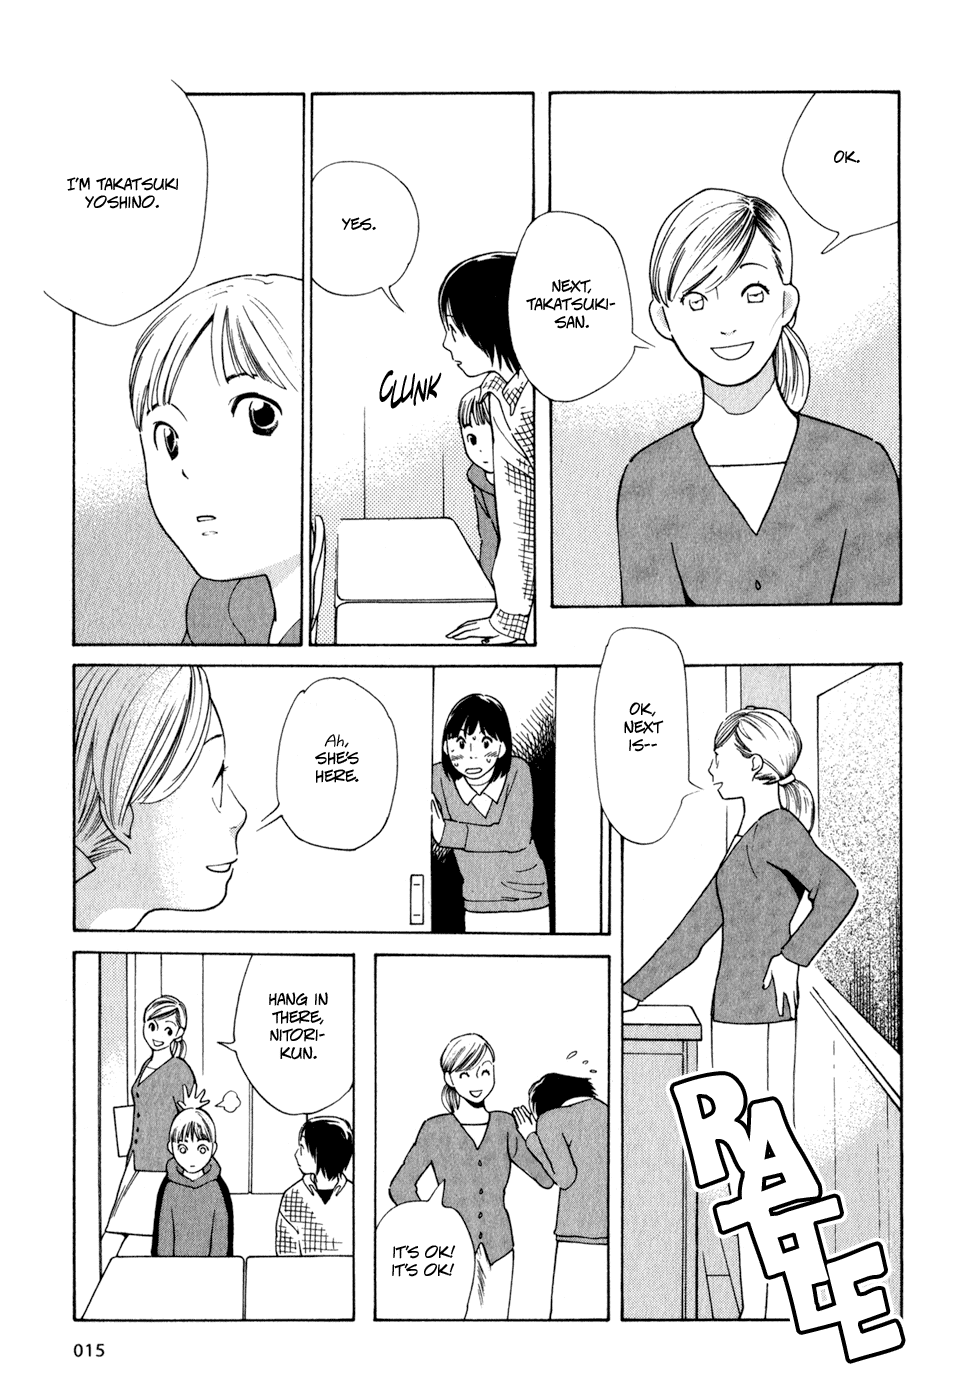 OK.
NEXT,
TAKATSUKI-
SAN.
YES.
CLUNK
I'M TAKATSUKI
YOSHINO.
OK,
NEXT
IS--
RATTLE
Ah,
SHE'S
HERE.
IT'S OK!
IT'S OK!
HANG IN
THERE,
NITORI-
KUN.
015